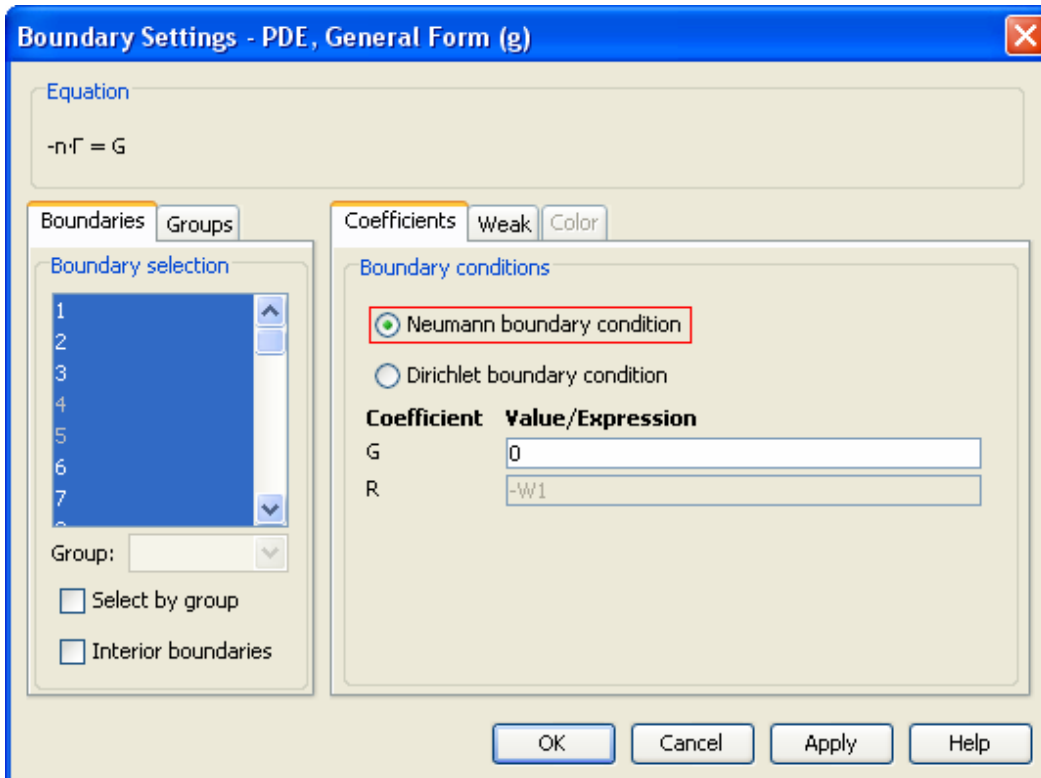 Boundary Settings - PDE, General Form (g)
Equation
-n·Γ = G
Boundaries
Groups
Boundary selection
1
2
3
4
5
6
7
Group:
Select by group
Interior boundaries
Coefficients
Weak
Color
Boundary conditions
Neumann boundary condition
Dirichlet boundary condition
Coefficient Value/Expression
G 0
R -W1
OK Cancel Apply Help